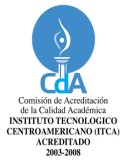 CdA
Comisión de Acreditación
de la Calidad Académica
INSTITUTO TECNOLOGICO
CENTROAMERICANO (ITCA)
ACREDITADO
2003-2008